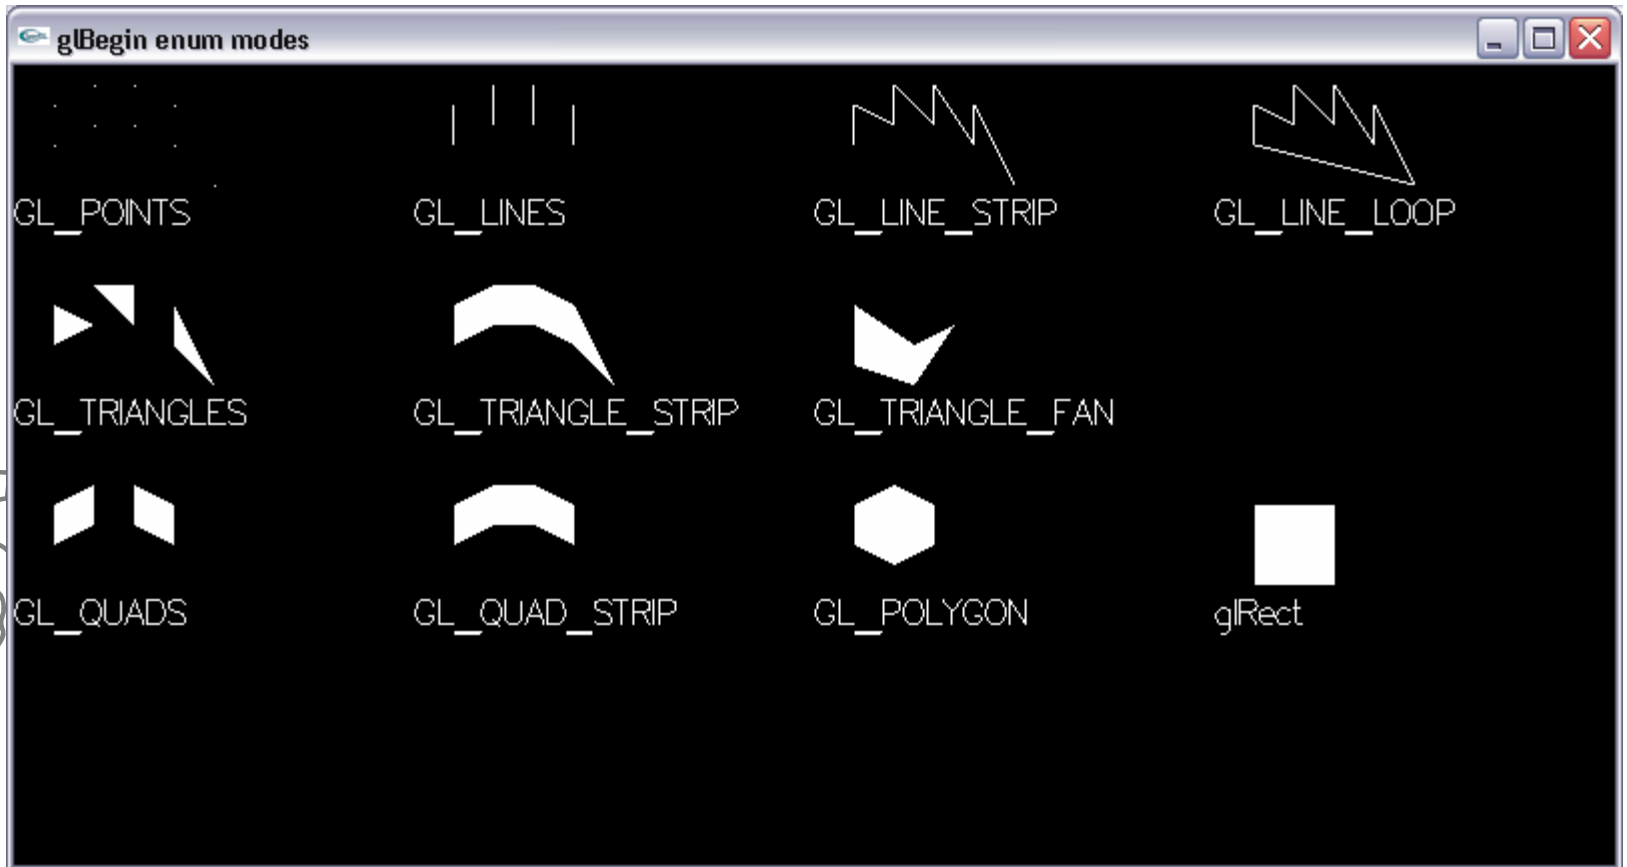 glBegin enum modes
GL_POINTS GL_LINES GL_LINE_STRIP GL_LINE_LOOP
GL_TRIANGLES GL_TRIANGLE_STRIP GL_TRIANGLE_FAN
GL_QUADS GL_QUAD_STRIP GL_POLYGON glRect